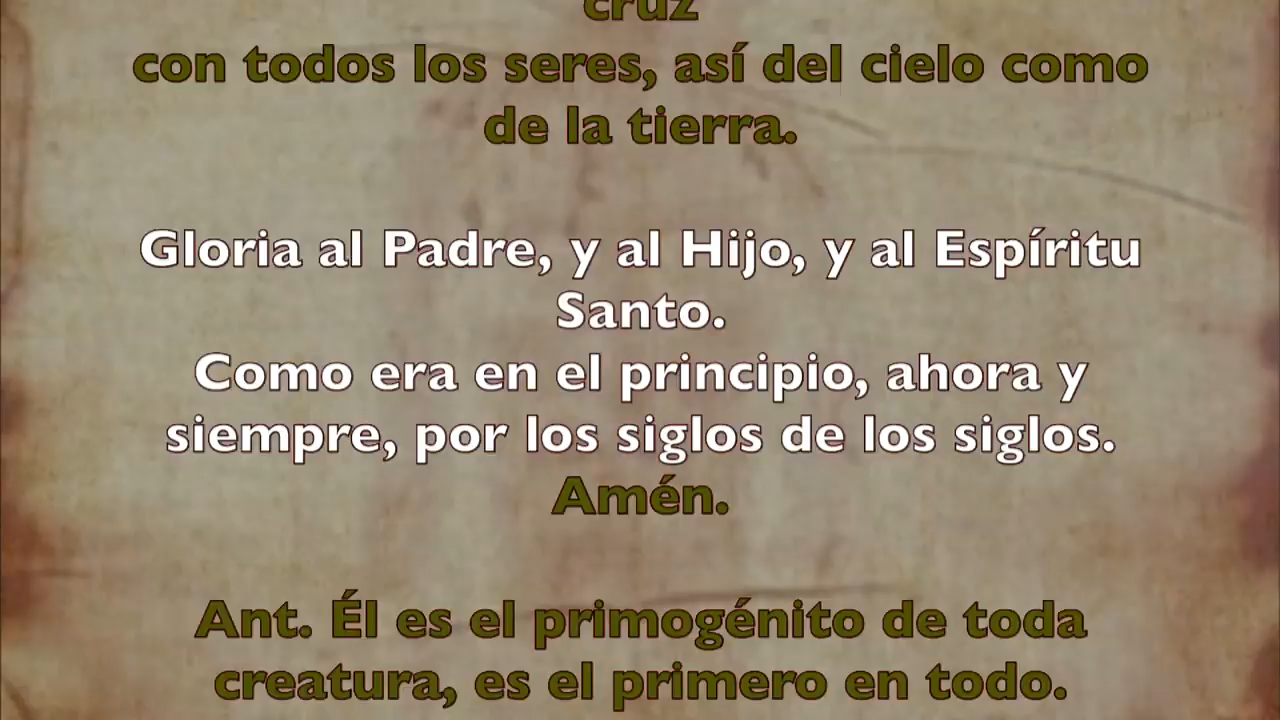 cruz
con todos los seres, así del cielo como
de la tierra.
Gloria al Padre, y al Hijo, y al Espíritu
Santo.
Como era en el principio, ahora y
siempre, por los siglos de los siglos.
Amén.
Ant. Él es el primogénito de toda
creatura, es el primero en todo.